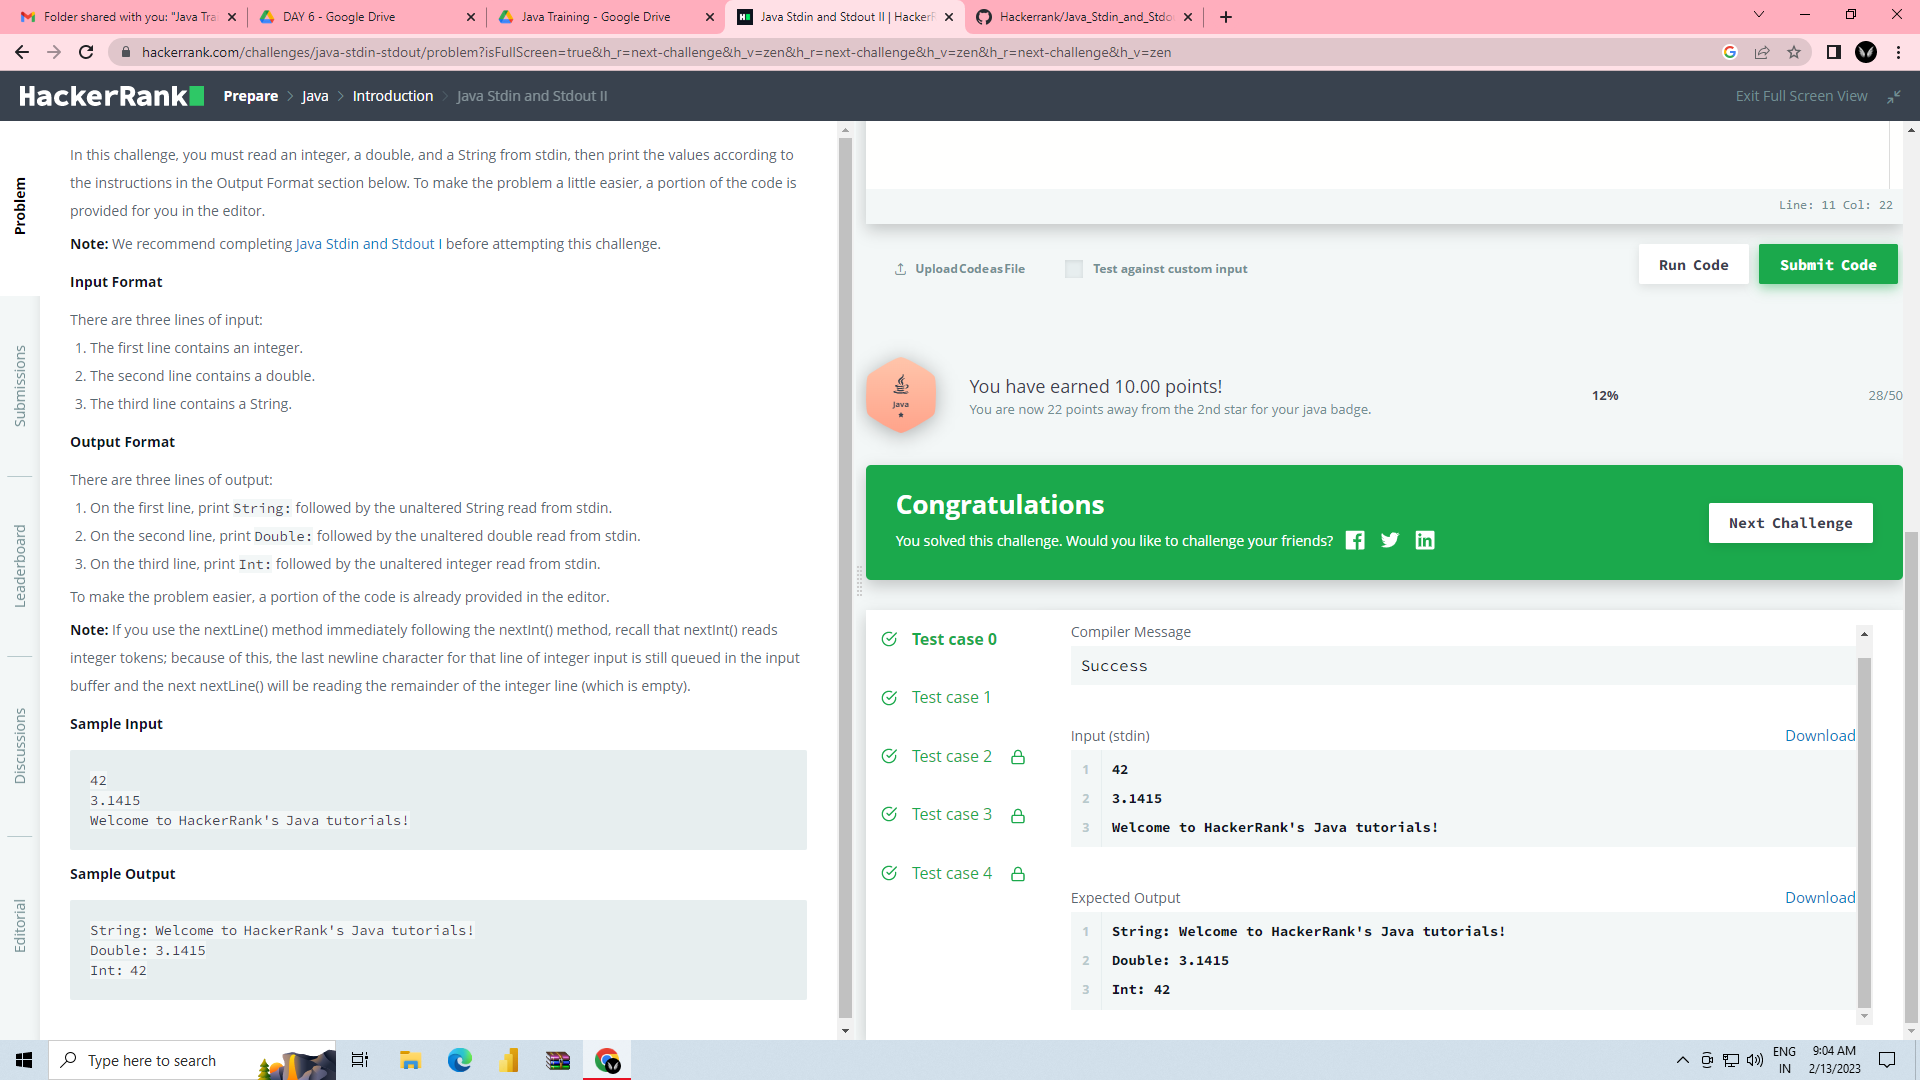 Folder shared with you: "Java Trai
DAY 6 - Google Drive
Java Training - Google Drive
Java Stdin and Stdout II | HackerR
Hackerrank/Java_Stdin_and_Stdo
hackerrank.com/challenges/java-stdin-stdout/problem?isFullScreen=true&h_r=next-challenge&h_v=zen&h_r=next-challenge&h_v=zen&h_r=next-challenge&h_v=zen
HackerRank
Prepare
Java
Introduction
Java Stdin and Stdout II
Exit Full Screen View
Problem
Submissions
Leaderboard
Discussions
Editorial
In this challenge, you must read an integer, a double, and a String from stdin, then print the values according to
the instructions in the Output Format section below. To make the problem a little easier, a portion of the code is
provided for you in the editor.
Note: We recommend completing Java Stdin and Stdout I before attempting this challenge.
Input Format
There are three lines of input:
1. The first line contains an integer.
2. The second line contains a double.
3. The third line contains a String.
Output Format
There are three lines of output:
1. On the first line, print String: followed by the unaltered String read from stdin.
2. On the second line, print Double: followed by the unaltered double read from stdin.
3. On the third line, print Int: followed by the unaltered integer read from stdin.
To make the problem easier, a portion of the code is already provided in the editor.
Note: If you use the nextLine() method immediately following the nextInt() method, recall that nextInt() reads
integer tokens; because of this, the last newline character for that line of integer input is still queued in the input
buffer and the next nextLine() will be reading the remainder of the integer line (which is empty).
Sample Input
42
3.1415
Welcome to HackerRank's Java tutorials!
Sample Output
String: Welcome to HackerRank's Java tutorials!
Double: 3.1415
Int: 42
Line: 11 Col: 22
Upload Code as File
Test against custom input
Run Code
Submit Code
Java
You have earned 10.00 points!
You are now 22 points away from the 2nd star for your java badge.
12%
28/50
Congratulations
You solved this challenge. Would you like to challenge your friends?
Next Challenge
Test case 0
Test case 1
Test case 2
Test case 3
Test case 4
Compiler Message
Success
Input (stdin)
Download
1 42
2 3.1415
3 Welcome to HackerRank's Java tutorials!
Expected Output
Download
1 String: Welcome to HackerRank's Java tutorials!
2 Double: 3.1415
3 Int: 42
Type here to search
ENG
IN
9:04 AM
2/13/2023